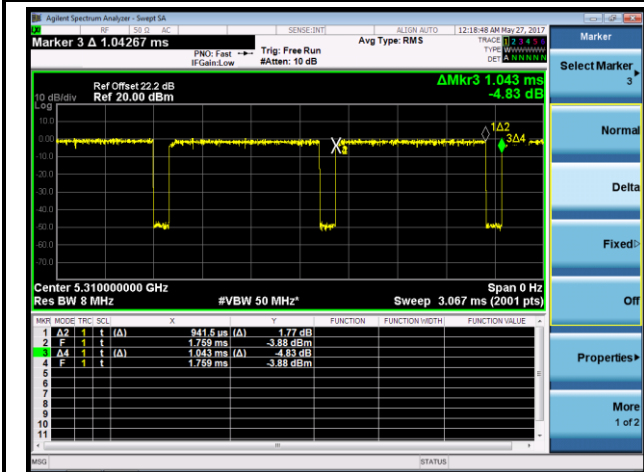 Agilent Spectrum Analyzer - Swept SA
RF 50 Ω AC SENSE:INT ALIGN AUTO 12:18:48 AM May 27, 2017
Marker 3 Δ 1.04267 ms
PNO: Fast Trig: Free Run Avg Type: RMS TRACE 1 2 3 4 5 6
TYPE
IFGain:Low #Atten: 10 dB DET A N N N N N
Marker
Select Marker
3
Normal
Delta
Fixed
Off
Properties
More
1 of 2
ΔMkr3 1.043 ms
-4.83 dB
Ref Offset 22.2 dB
10 dB/div Ref 20.00 dBm
Log
10.0
0.00
-10.0
-20.0
-30.0
-40.0
-50.0
-60.0
-70.0
1Δ2
3Δ4
Center 5.310000000 GHz Span 0 Hz
Res BW 8 MHz #VBW 50 MHz* Sweep 3.067 ms (2001 pts)
MKR MODE TRC SCL X Y FUNCTION FUNCTION WIDTH FUNCTION VALUE
1 Δ2 1 t (Δ) 941.5 µs (Δ) 1.77 dB
2 F 1 t 1.759 ms -3.88 dBm
3 Δ4 1 t (Δ) 1.043 ms (Δ) -4.83 dB
4 F 1 t 1.759 ms -3.88 dBm
5
6
7
8
9
10
11
MSG STATUS